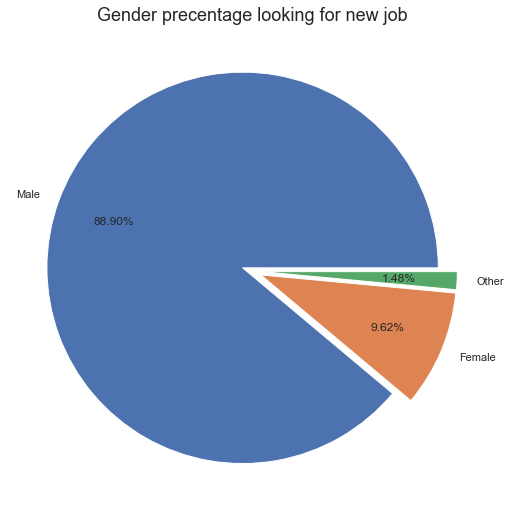 Gender precentage looking for new job
Male
88.90%
1.48%
Other
9.62%
Female